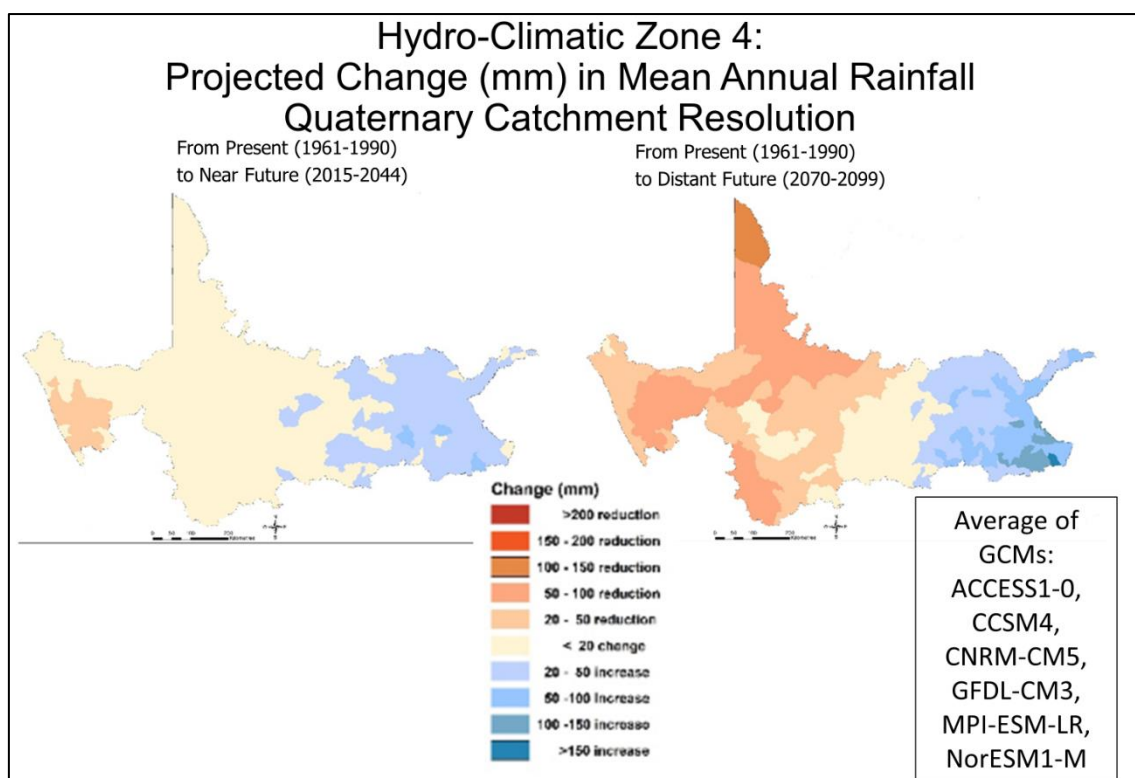 Hydro-Climatic Zone 4:
Projected Change (mm) in Mean Annual Rainfall
Quaternary Catchment Resolution
From Present (1961-1990)
to Near Future (2015-2044)
From Present (1961-1990)
to Distant Future (2070-2099)
Change (mm)
>200 reduction
150 - 200 reduction
100 - 150 reduction
50 - 100 reduction
20 - 50 reduction
< 20 change
20 - 50 increase
50 -100 increase
100 -150 increase
>150 increase
Average of
GCMs:
ACCESS1-0,
CCSM4,
CNRM-CM5,
GFDL-CM3,
MPI-ESM-LR,
NorESM1-M